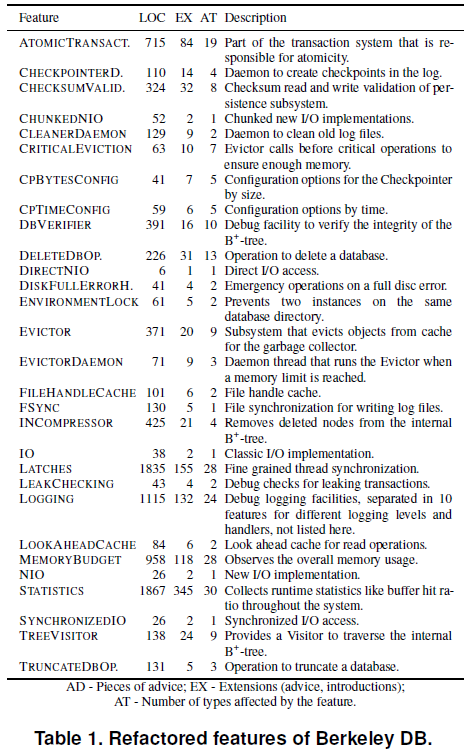 Feature LOC EX AT Description
ATOMICTRANSACT. 715 84 19 Part of the transaction system that is re-
sponsible for atomicity.
CHECKPOINTERD. 110 14 4 Daemon to create checkpoints in the log.
CHECKSUMVALID. 324 32 8 Checksum read and write validation of per-
sistence subsystem.
CHUNKEDNIO 52 2 1 Chunked new I/O implementations.
CLEANERDAEMON 129 9 2 Daemon to clean old log files.
CRITICALEVICTION 63 10 7 Evictor calls before critical operations to
ensure enough memory.
CPBYTESCONFIG 41 7 5 Configuration options for the Checkpointer
by size.
CPTIMECONFIG 59 6 5 Configuration options by time.
DBVERIFIER 391 16 10 Debug facility to verify the integrity of the
B+-tree.
DELETEDBOP. 226 31 13 Operation to delete a database.
DIRECTNIO 6 1 1 Direct I/O access.
DISKFULLERRORH. 41 4 2 Emergency operations on a full disc error.
ENVIRONMENTLOCK 61 5 2 Prevents two instances on the same
database directory.
EVICTOR 371 20 9 Subsystem that evicts objects from cache
for the garbage collector.
EVICTORDAEMON 71 9 3 Daemon thread that runs the Evictor when
a memory limit is reached.
FILEHANDLECACHE 101 6 2 File handle cache.
FSYNC 130 5 1 File synchronization for writing log files.
INCOMPRESSOR 425 21 4 Removes deleted nodes from the internal
B+-tree.
IO 38 2 1 Classic I/O implementation.
LATCHES 1835 155 28 Fine grained thread synchronization.
LEAKCHECKING 43 4 2 Debug checks for leaking transactions.
LOGGING 1115 132 24 Debug logging facilities, separated in 10
features for different logging levels and
handlers, not listed here.
LOOKAHEADCACHE 84 6 2 Look ahead cache for read operations.
MEMORYBUDGET 958 118 28 Observes the overall memory usage.
NIO 26 2 1 New I/O implementation.
STATISTICS 1867 345 30 Collects runtime statistics like buffer hit ra-
tio throughout the system.
SYNCHRONIZEDIO 26 2 1 Synchronized I/O access.
TREEVISITOR 138 24 9 Provides a Visitor to traverse the internal
B+-tree.
TRUNCATEDBOP. 131 5 3 Operation to truncate a database.
AD - Pieces of advice; EX - Extensions (advice, introductions);
AT - Number of types affected by the feature.
Table 1. Refactored features of Berkeley DB.